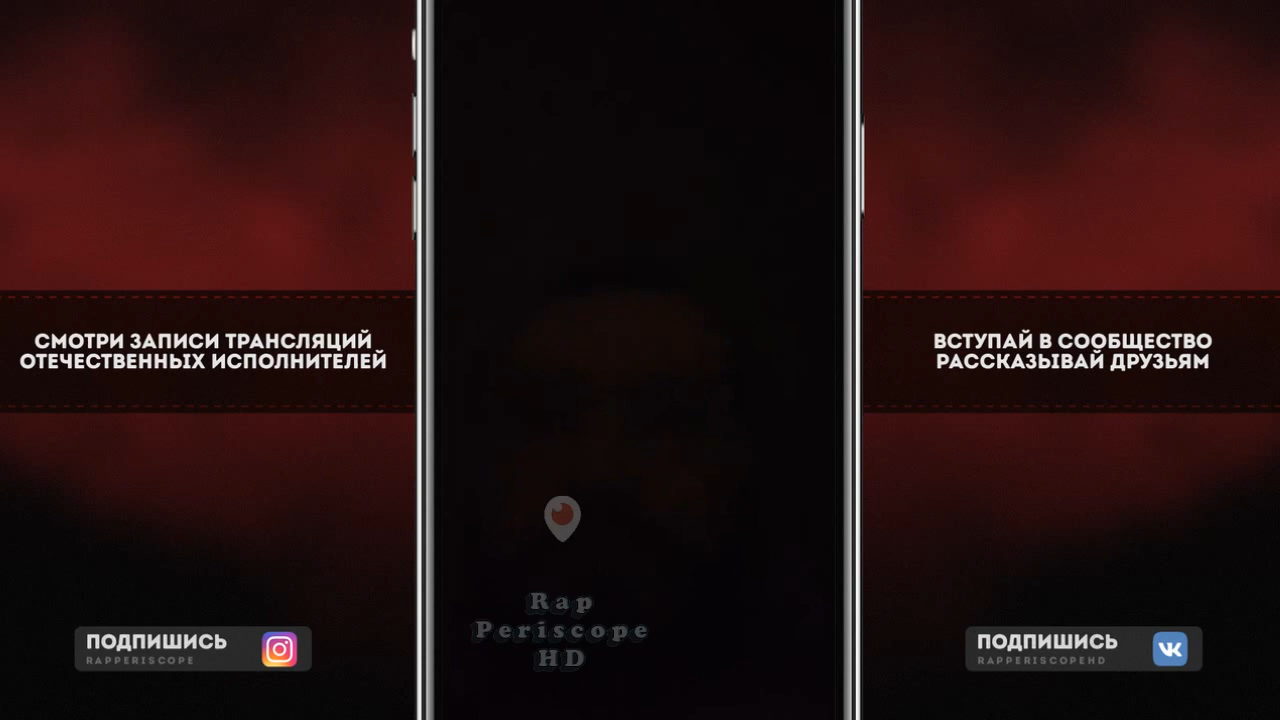 СМОТРИ ЗАПИСИ ТРАНСЛЯЦИЙ
ОТЕЧЕСТВЕННЫХ ИСПОЛНИТЕЛЕЙ
ВСТУПАЙ В СООБЩЕСТВО
РАССКАЗЫВАЙ ДРУЗЬЯМ
Rap
Periscope
HD
ПОДПИШИСЬ
RAPPERISCOPE
ПОДПИШИСЬ
RAPPERISCOPEHD